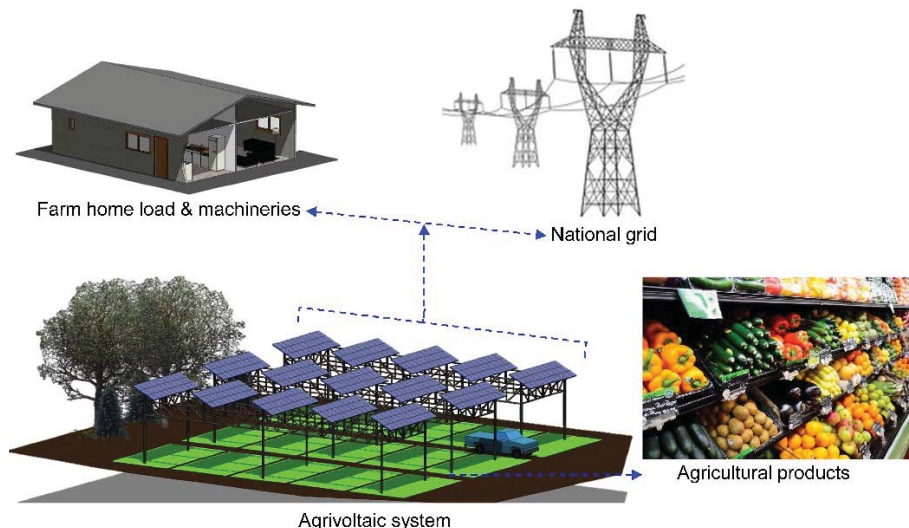 Farm home load & machineries
National grid
Agricultural products
Agrivoltaic system